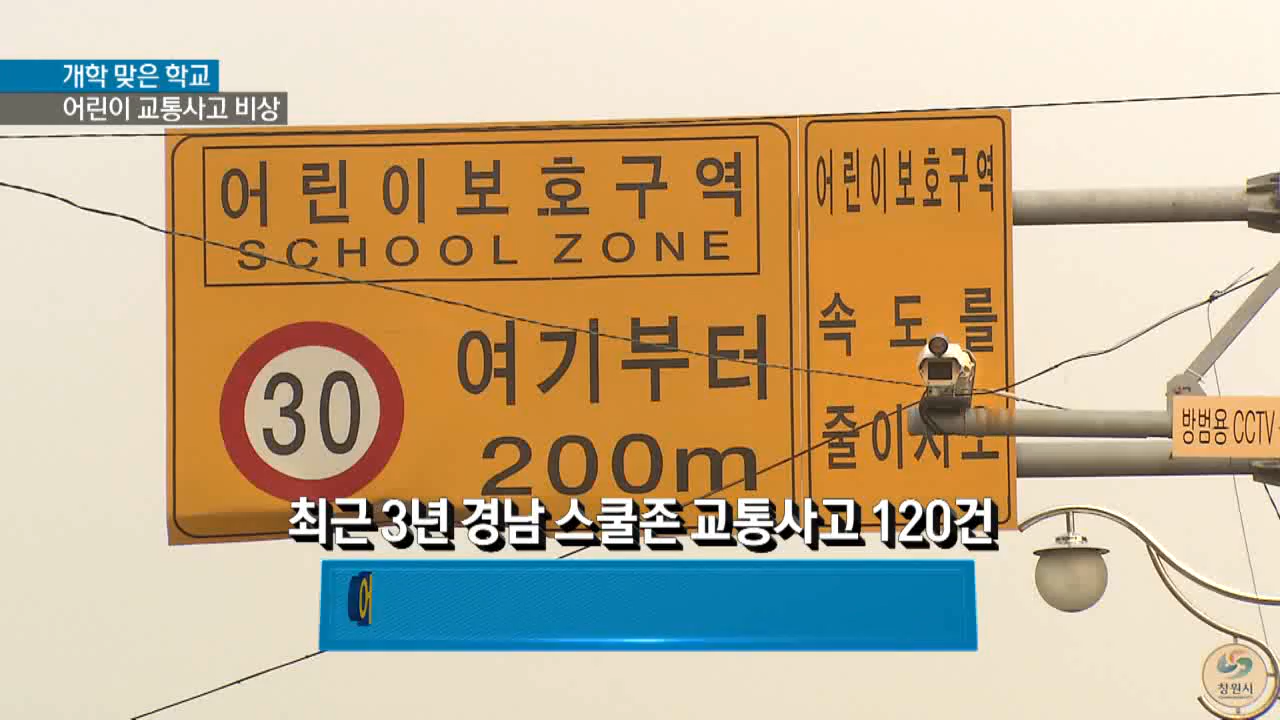 개학 맞은 학교
어린이 교통사고 비상
어린이보호구역
SCHOOL ZONE
30
여기부터
200m
어린이보호구역
속도를
줄이시오
방범용 CCTV
최근 3년 경남 스쿨존 교통사고 120건
어
창원시